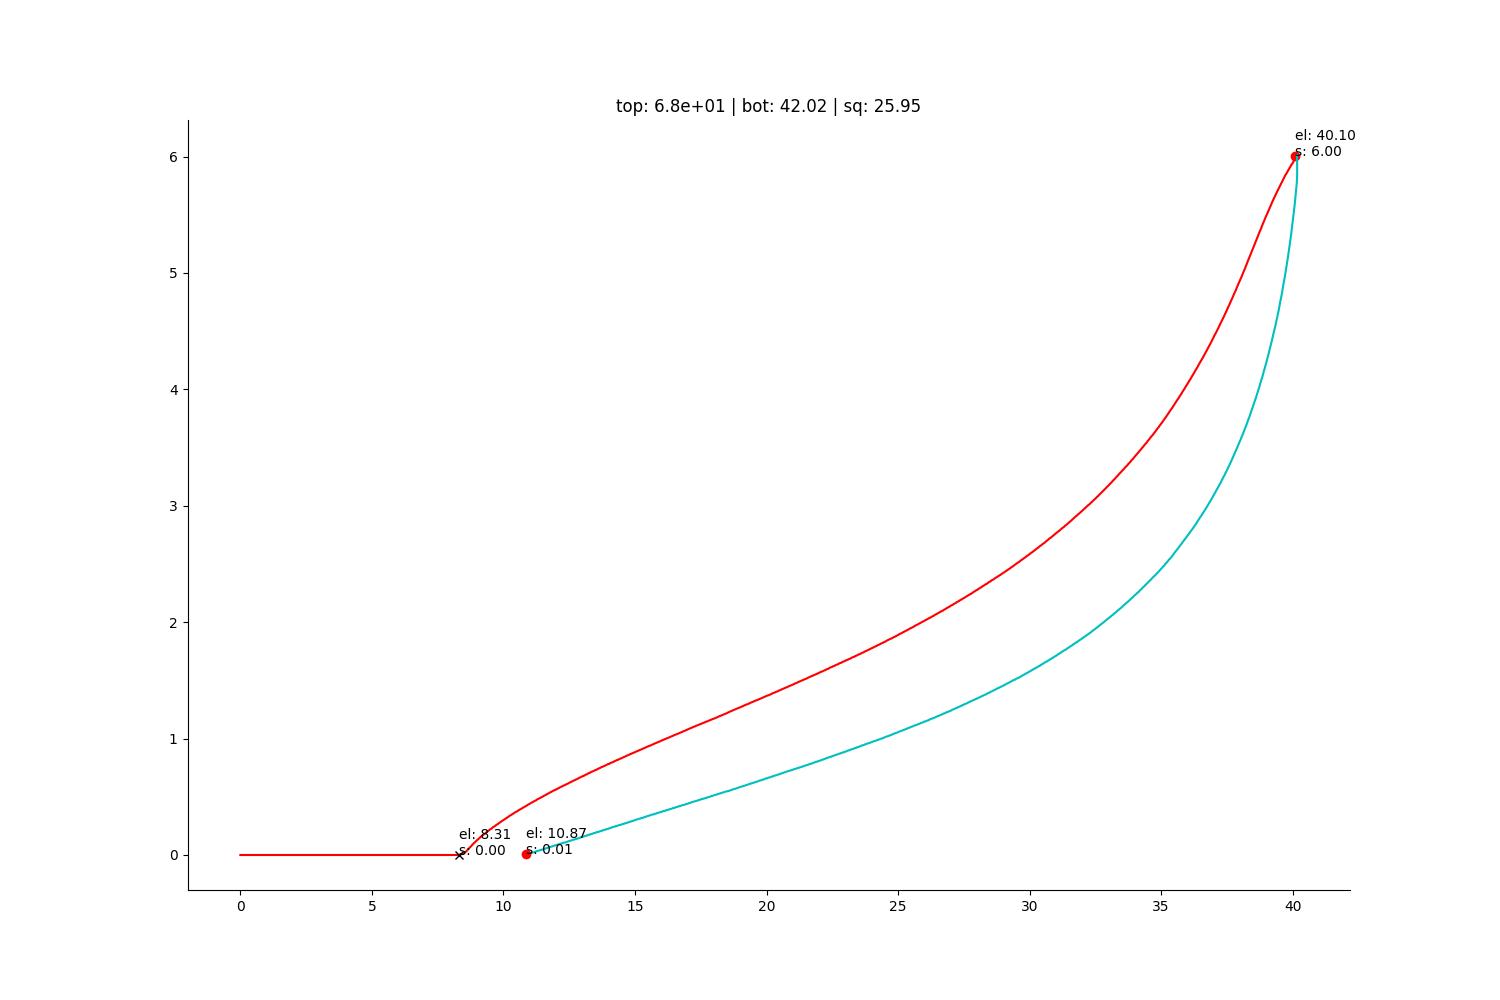 top: 6.8e+01 | bot: 42.02 | sq: 25.95
el: 40.10
s: 6.00
6
5
4
3
2
1
0
el: 8.31
s: 0.00
el: 10.87
s: 0.01
0 5 10 15 20 25 30 35 40